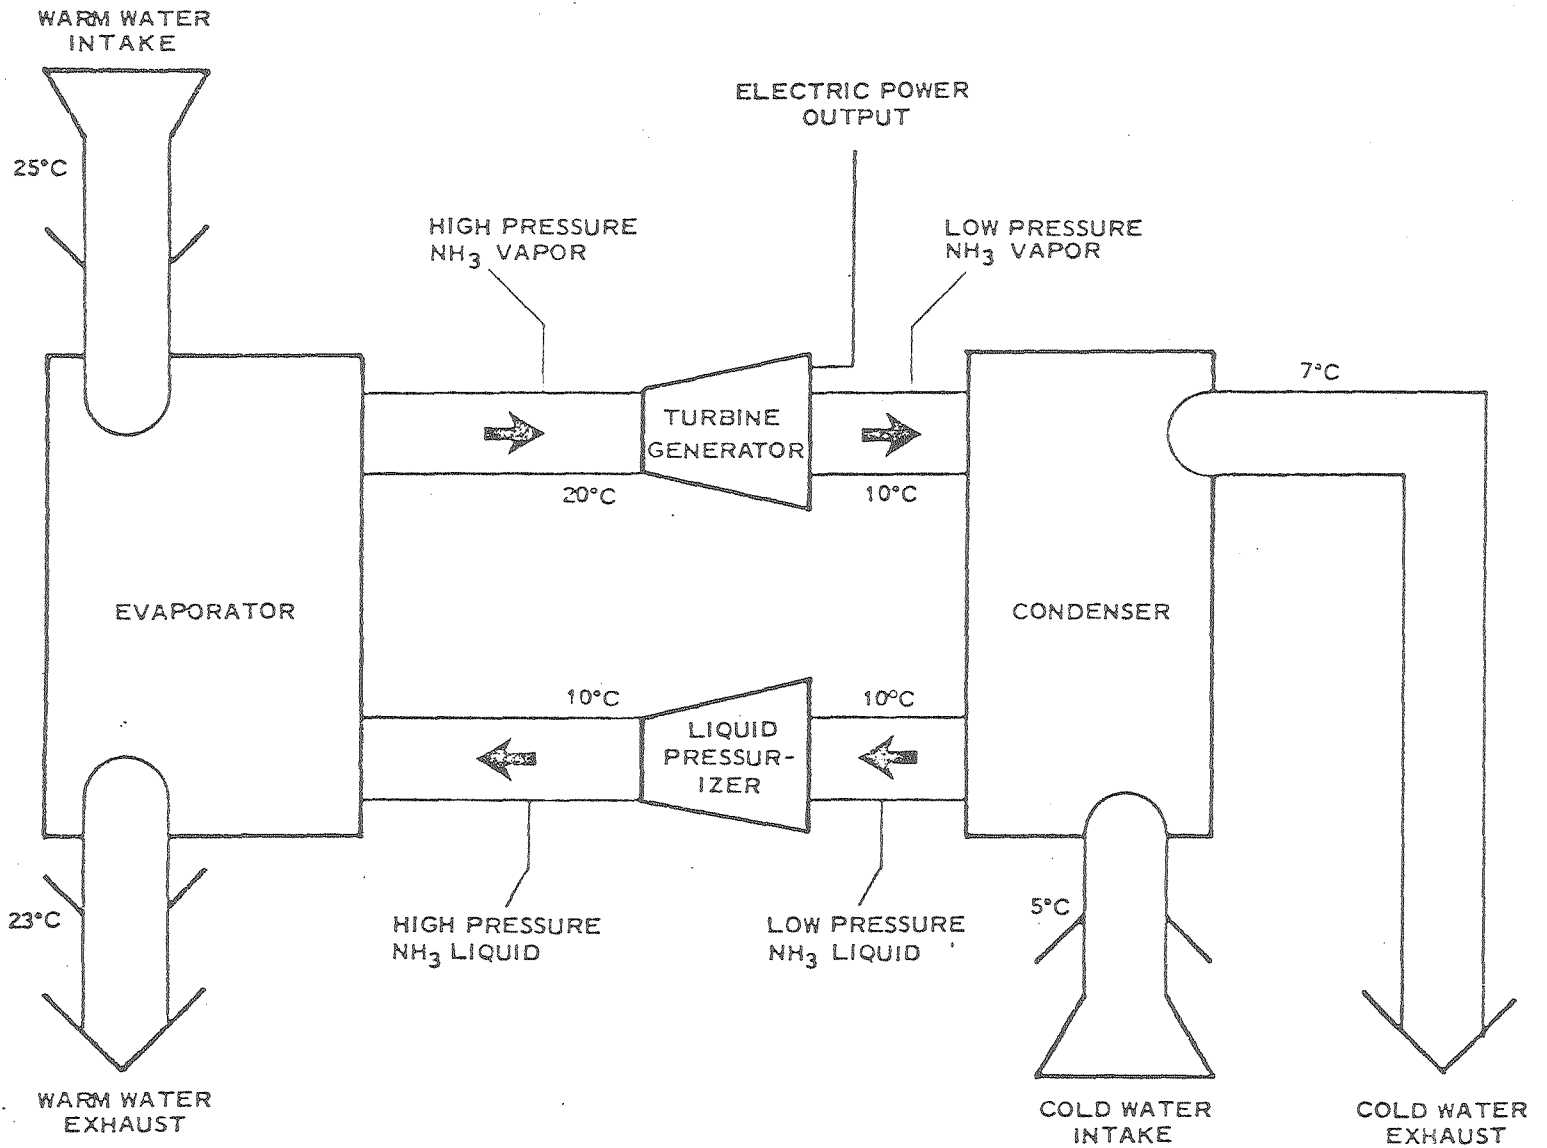 WARM WATER
INTAKE
ELECTRIC POWER
OUTPUT
25°C
HIGH PRESSURE
NH3 VAPOR
LOW PRESSURE
NH3 VAPOR
7°C
TURBINE
GENERATOR
20°C
10°C
EVAPORATOR
CONDENSER
10°C
10°C
LIQUID
PRESSUR-
IZER
23°C
HIGH PRESSURE
NH3 LIQUID
LOW PRESSURE
NH3 LIQUID
5°C
WARM WATER
EXHAUST
COLD WATER
INTAKE
COLD WATER
EXHAUST